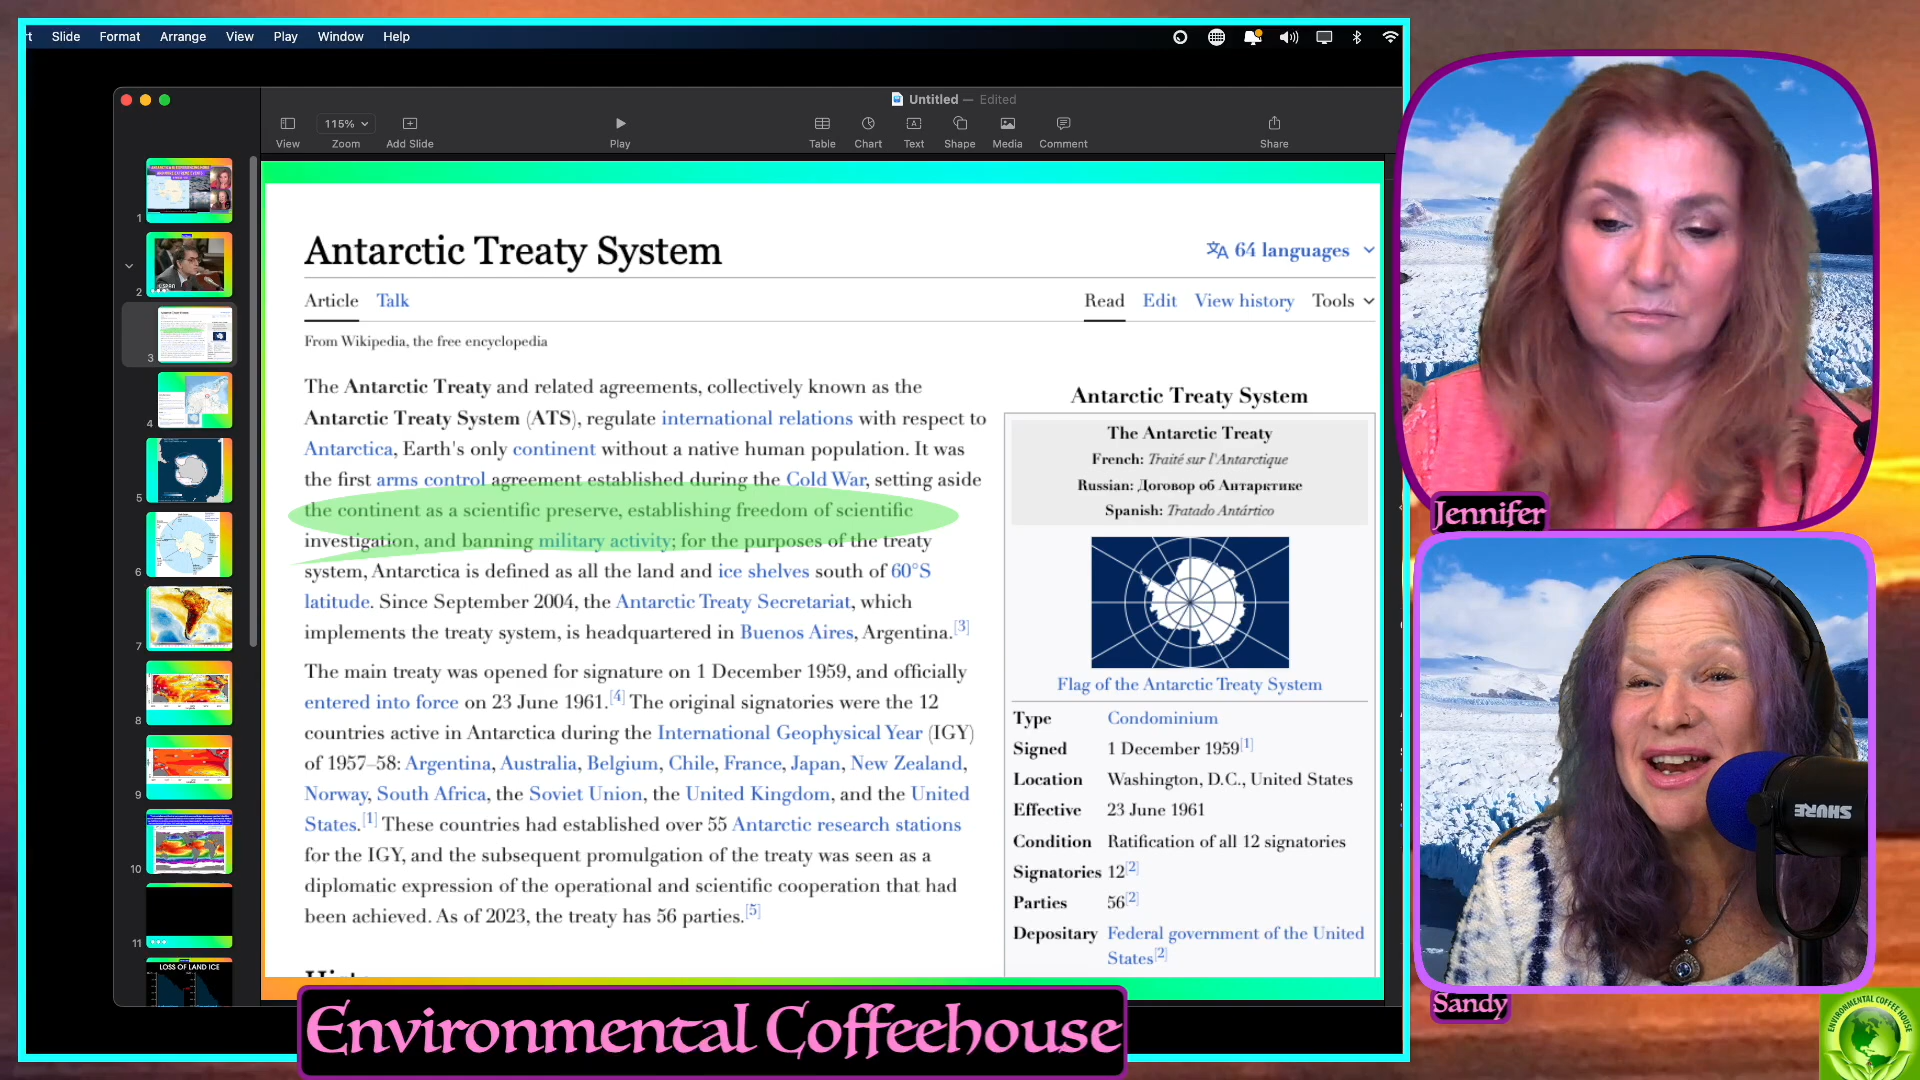 Slide Format Arrange View Play Window Help
Untitled — Edited
115%
View Zoom Add Slide Play Table Chart Text Shape Media Comment Share
Antarctic Treaty System
64 languages
Article Talk Read Edit View history Tools
From Wikipedia, the free encyclopedia
The Antarctic Treaty and related agreements, collectively known as the
Antarctic Treaty System (ATS), regulate international relations with respect to
Antarctica, Earth's only continent without a native human population. It was
the first arms control agreement established during the Cold War, setting aside
the continent as a scientific preserve, establishing freedom of scientific
investigation, and banning military activity; for the purposes of the treaty
system, Antarctica is defined as all the land and ice shelves south of 60°S
latitude. Since September 2004, the Antarctic Treaty Secretariat, which
implements the treaty system, is headquartered in Buenos Aires, Argentina.[3]
The main treaty was opened for signature on 1 December 1959, and officially
entered into force on 23 June 1961.[4] The original signatories were the 12
countries active in Antarctica during the International Geophysical Year (IGY)
of 1957–58: Argentina, Australia, Belgium, Chile, France, Japan, New Zealand,
Norway, South Africa, the Soviet Union, the United Kingdom, and the United
States.[1] These countries had established over 55 Antarctic research stations
for the IGY, and the subsequent promulgation of the treaty was seen as a
diplomatic expression of the operational and scientific cooperation that had
been achieved. As of 2023, the treaty has 56 parties.[5]
Antarctic Treaty System
The Antarctic Treaty
French: Traité sur l'Antarctique
Russian: Договор об Антарктике
Spanish: Tratado Antártico
Flag of the Antarctic Treaty System
Type Condominium
Signed 1 December 1959[1]
Location Washington, D.C., United States
Effective 23 June 1961
Condition Ratification of all 12 signatories
Signatories 12[2]
Parties 56[2]
Depositary Federal government of the United
States[2]
1
2
3
4
5
6
7
8
9
10
11
LOSS OF LAND ICE
Jennifer
SHURE
Sandy
Environmental Coffeehouse
ENVIRONMENTAL COFFEE HOUSE